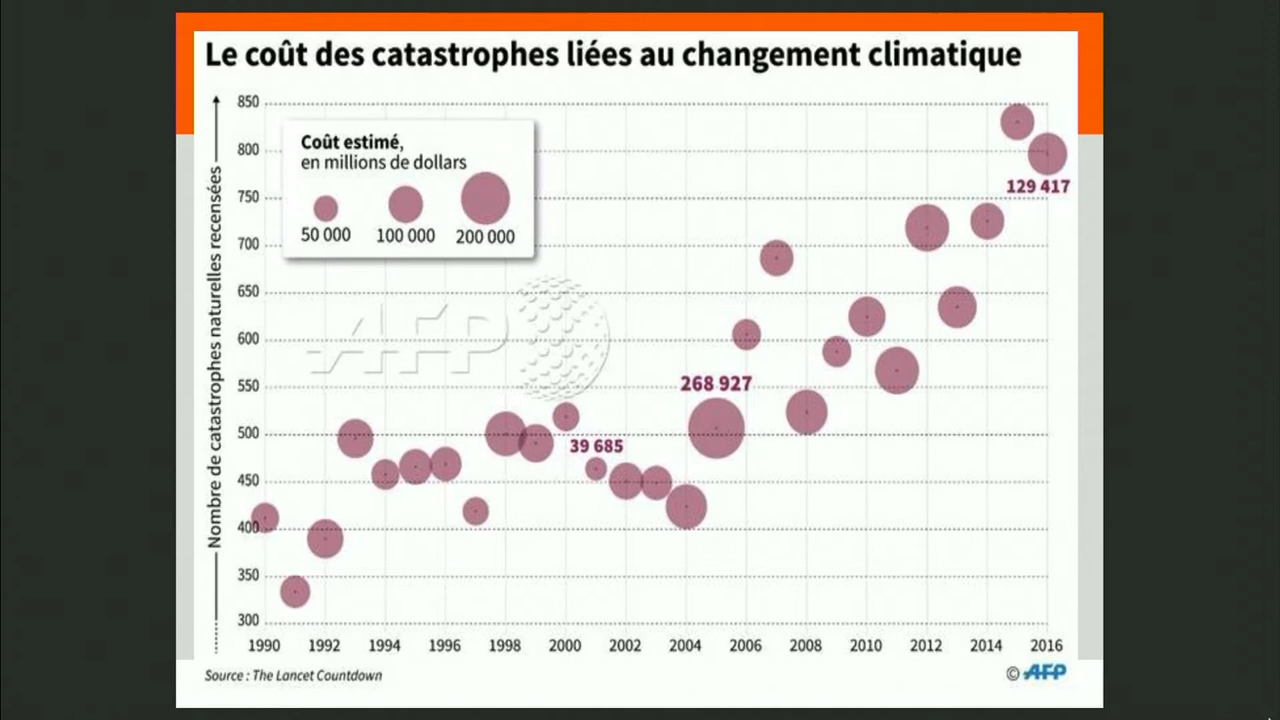 Le coût des catastrophes liées au changement climatique
Nombre de catastrophes naturelles recensées
850
800
750
700
650
600
550
500
450
400
350
300
Coût estimé,
en millions de dollars
50 000 100 000 200 000
AFP
129 417
268 927
39 685
1990 1992 1994 1996 1998 2000 2002 2004 2006 2008 2010 2012 2014 2016
Source : The Lancet Countdown
© AFP